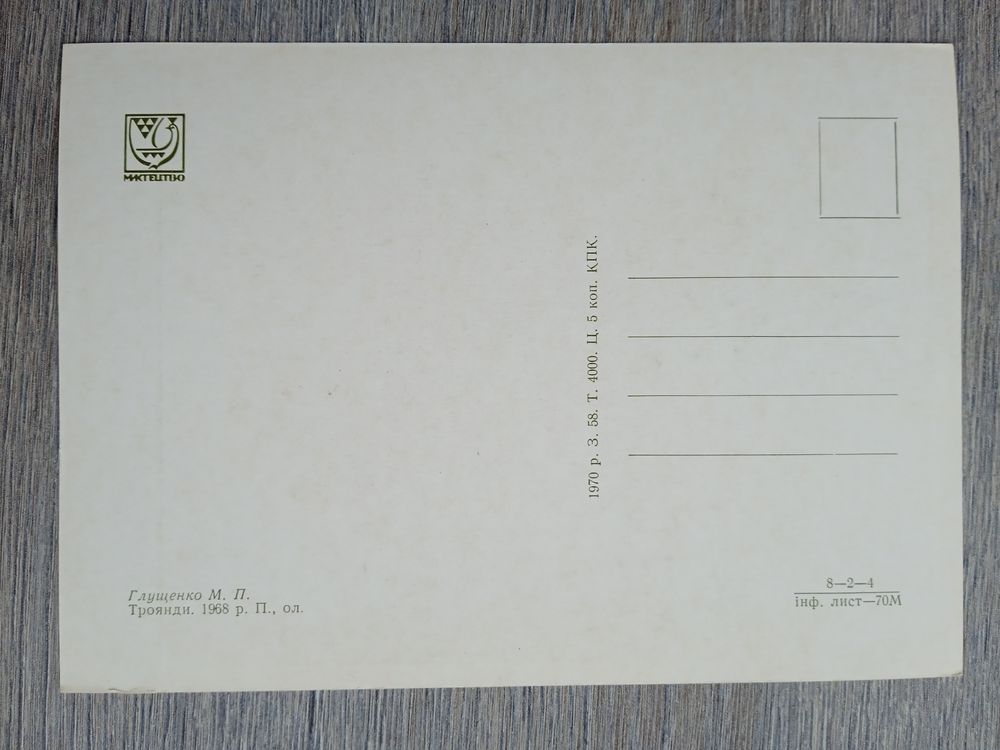 МИСТЕЦТВО
1970 р. З. 58. Т. 4000. Ц. 5 коп. КПК.
Глущенко М. П.
Троянди. 1968 р. П., ол.
8—2—4
інф. лист—70М